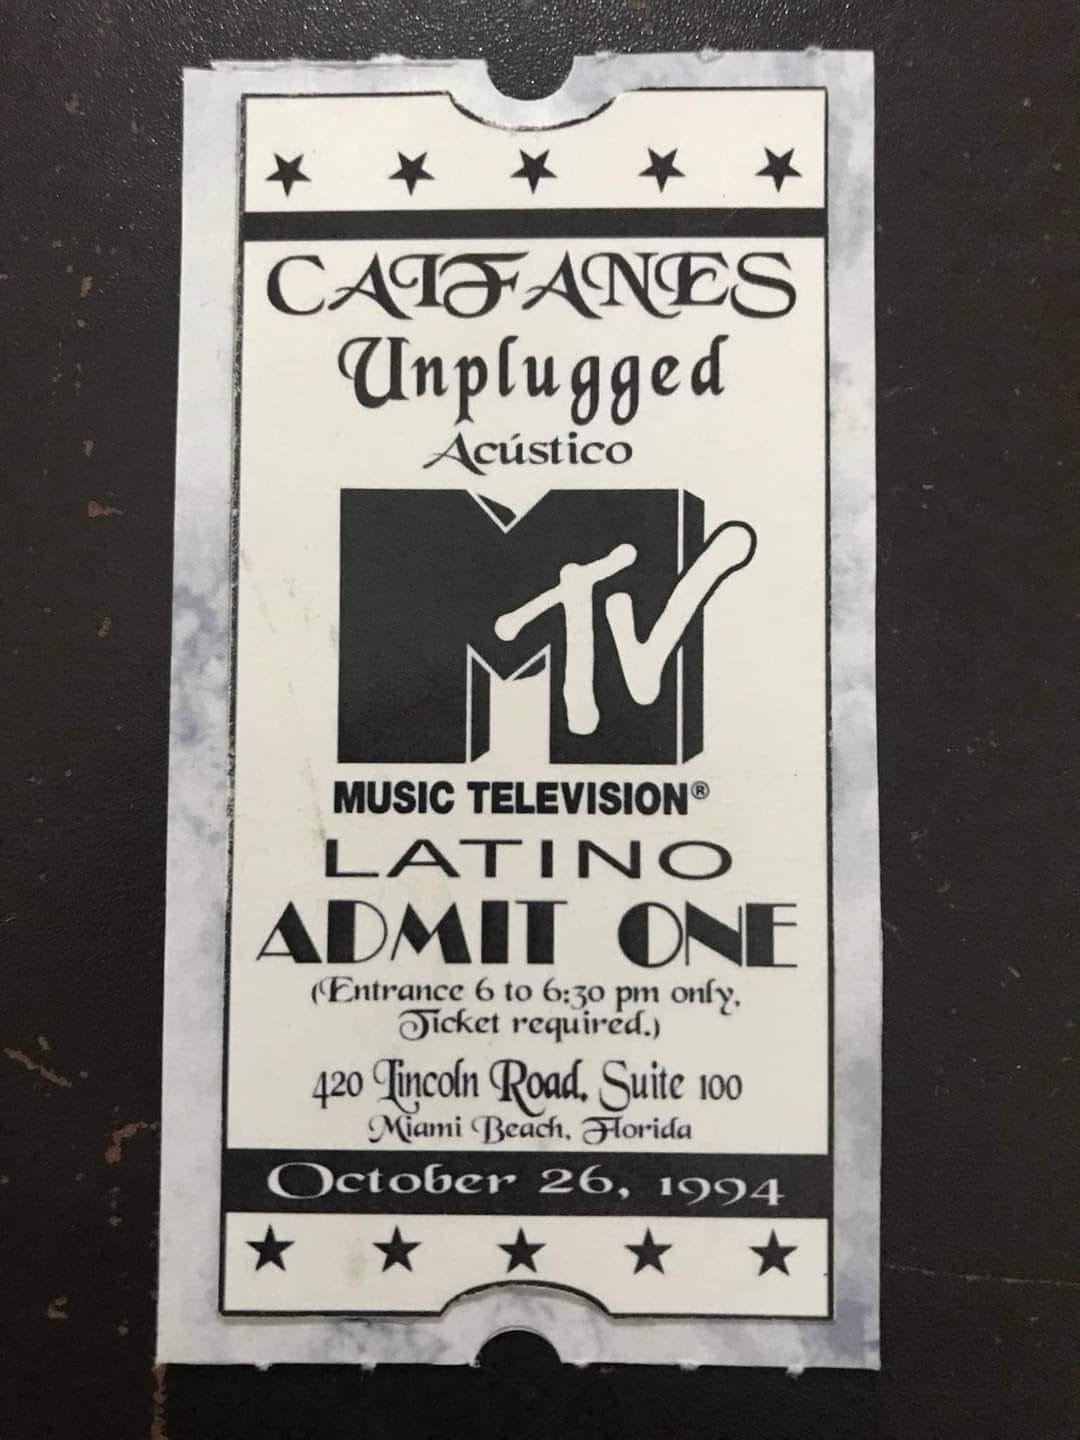 CAIFANES
Unplugged
Acústico
MTV
MUSIC TELEVISION®
LATINO
ADMIT ONE
(Entrance 6 to 6:30 pm only,
Ticket required.)
420 Lincoln Road, Suite 100
Miami Beach, Florida
October 26, 1994